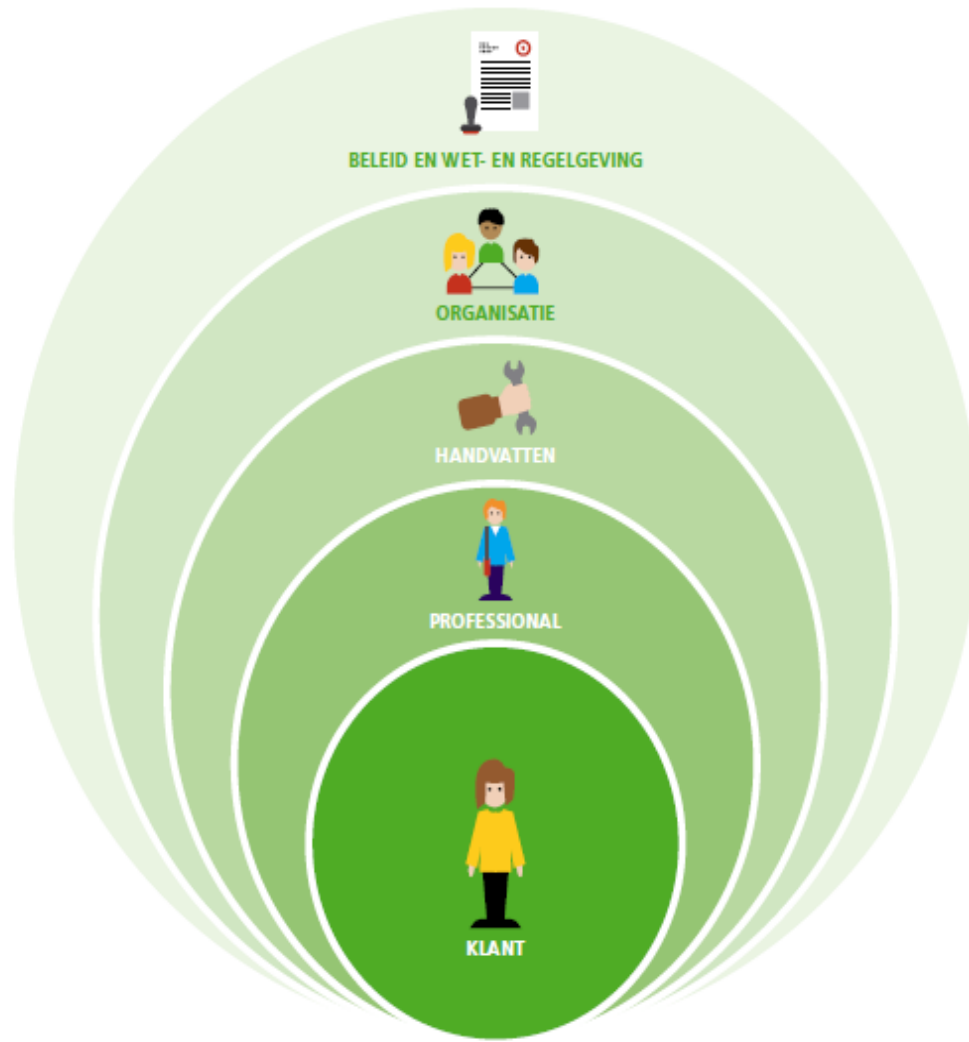 BELEID EN WET- EN REGELGEVING
ORGANISATIE
HANDVATTEN
PROFESSIONAL
KLANT